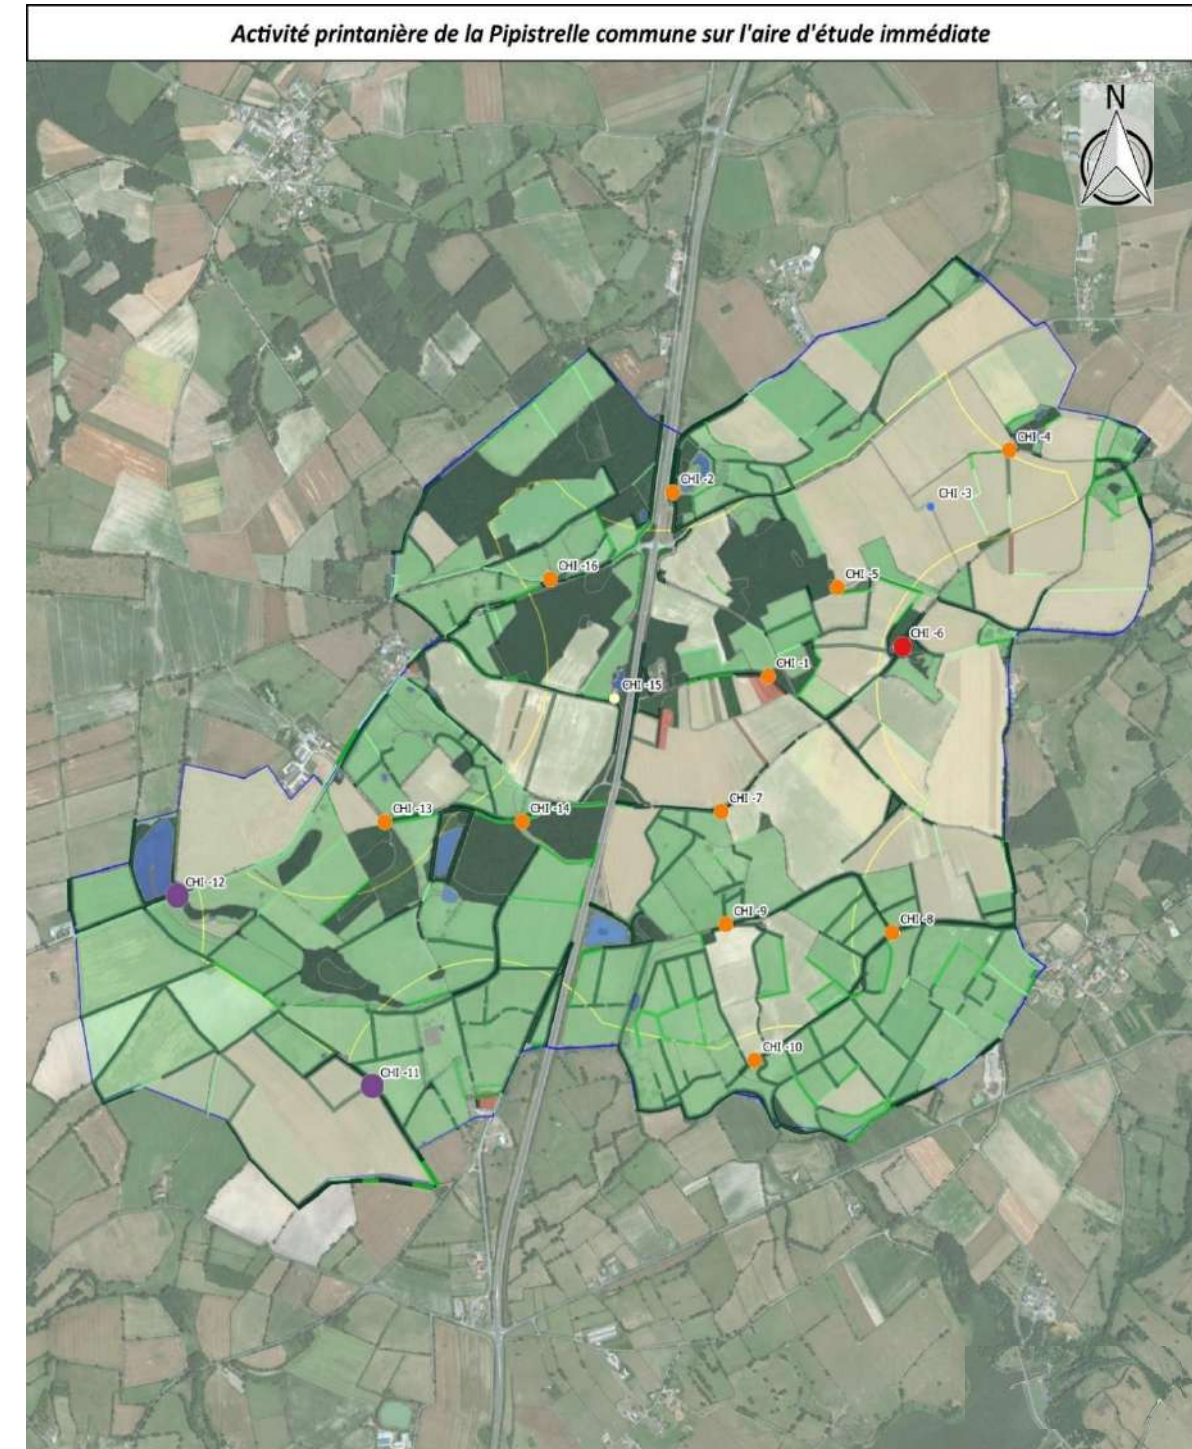 Activité printanière de la Pipistrelle commune sur l'aire d'étude immédiate
N
CHI -4
CHI -2
CHI -3
CHI -16
CHI -5
CHI -6
CHI -1
CHI -15
CHI -7
CHI -13
CHI -14
CHI -12
CHI -9
CHI -8
CHI -10
CHI -11